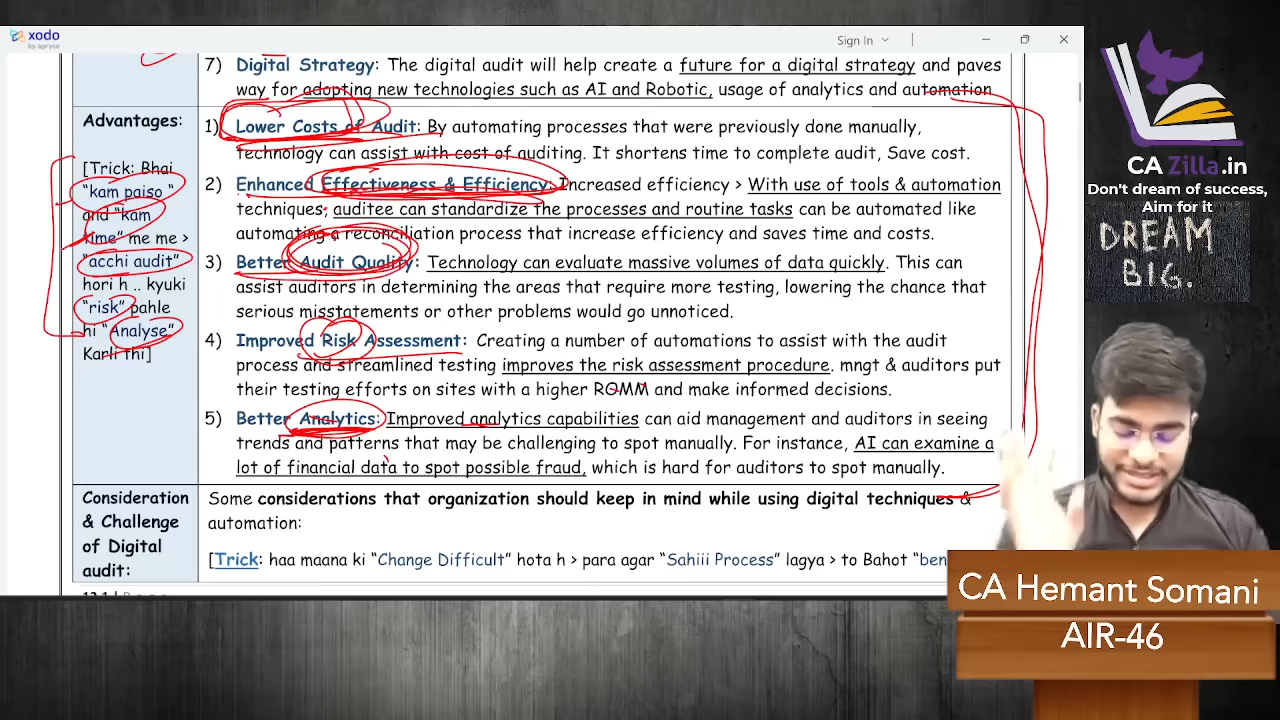 xodo
by apryse
Sign In
7) Digital Strategy: The digital audit will help create a future for a digital strategy and paves
way for adopting new technologies such as AI and Robotic, usage of analytics and automation
Advantages:
[Trick: Bhai
"kam paiso "
and "kam
time" me me >
"acchi audit"
hori h .. kyuki
"risk" pahle
hi "Analyse"
Karli thi]
1) Lower Costs of Audit: By automating processes that were previously done manually,
technology can assist with cost of auditing. It shortens time to complete audit, Save cost.
2) Enhanced Effectiveness & Efficiency: Increased efficiency > With use of tools & automation
techniques, auditee can standardize the processes and routine tasks can be automated like
automating a reconciliation process that increase efficiency and saves time and costs.
3) Better Audit Quality: Technology can evaluate massive volumes of data quickly. This can
assist auditors in determining the areas that require more testing, lowering the chance that
serious misstatements or other problems would go unnoticed.
4) Improved Risk Assessment: Creating a number of automations to assist with the audit
process and streamlined testing improves the risk assessment procedure. mngt & auditors put
their testing efforts on sites with a higher ROMM and make informed decisions.
5) Better Analytics: Improved analytics capabilities can aid management and auditors in seeing
trends and patterns that may be challenging to spot manually. For instance, AI can examine a
lot of financial data to spot possible fraud, which is hard for auditors to spot manually.
Consideration
& Challenge
of Digital
audit:
Some considerations that organization should keep in mind while using digital techniques &
automation:
[Trick: haa maana ki "Change Difficult" hota h > para agar "Sahiii Process" lagya > to Bahot "ben
CA Zilla.in
Don't dream of success,
Aim for it
DREAM
BIG.
CA Hemant Somani
AIR-46